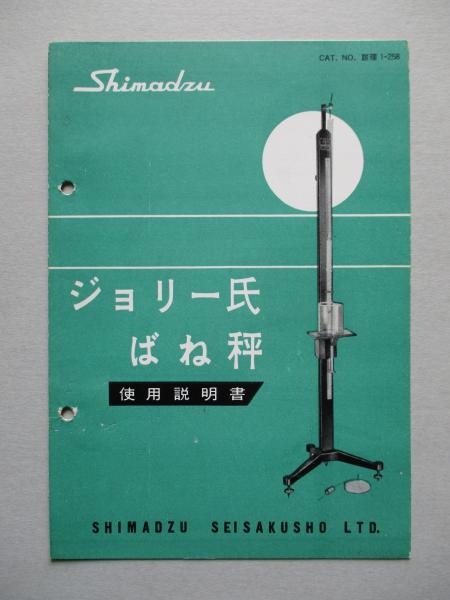 CAT. NO. 説理 1-258
Shimadzu
ジョリー氏
ばね秤
使用説明書
SHIMADZU SEISAKUSHO LTD.